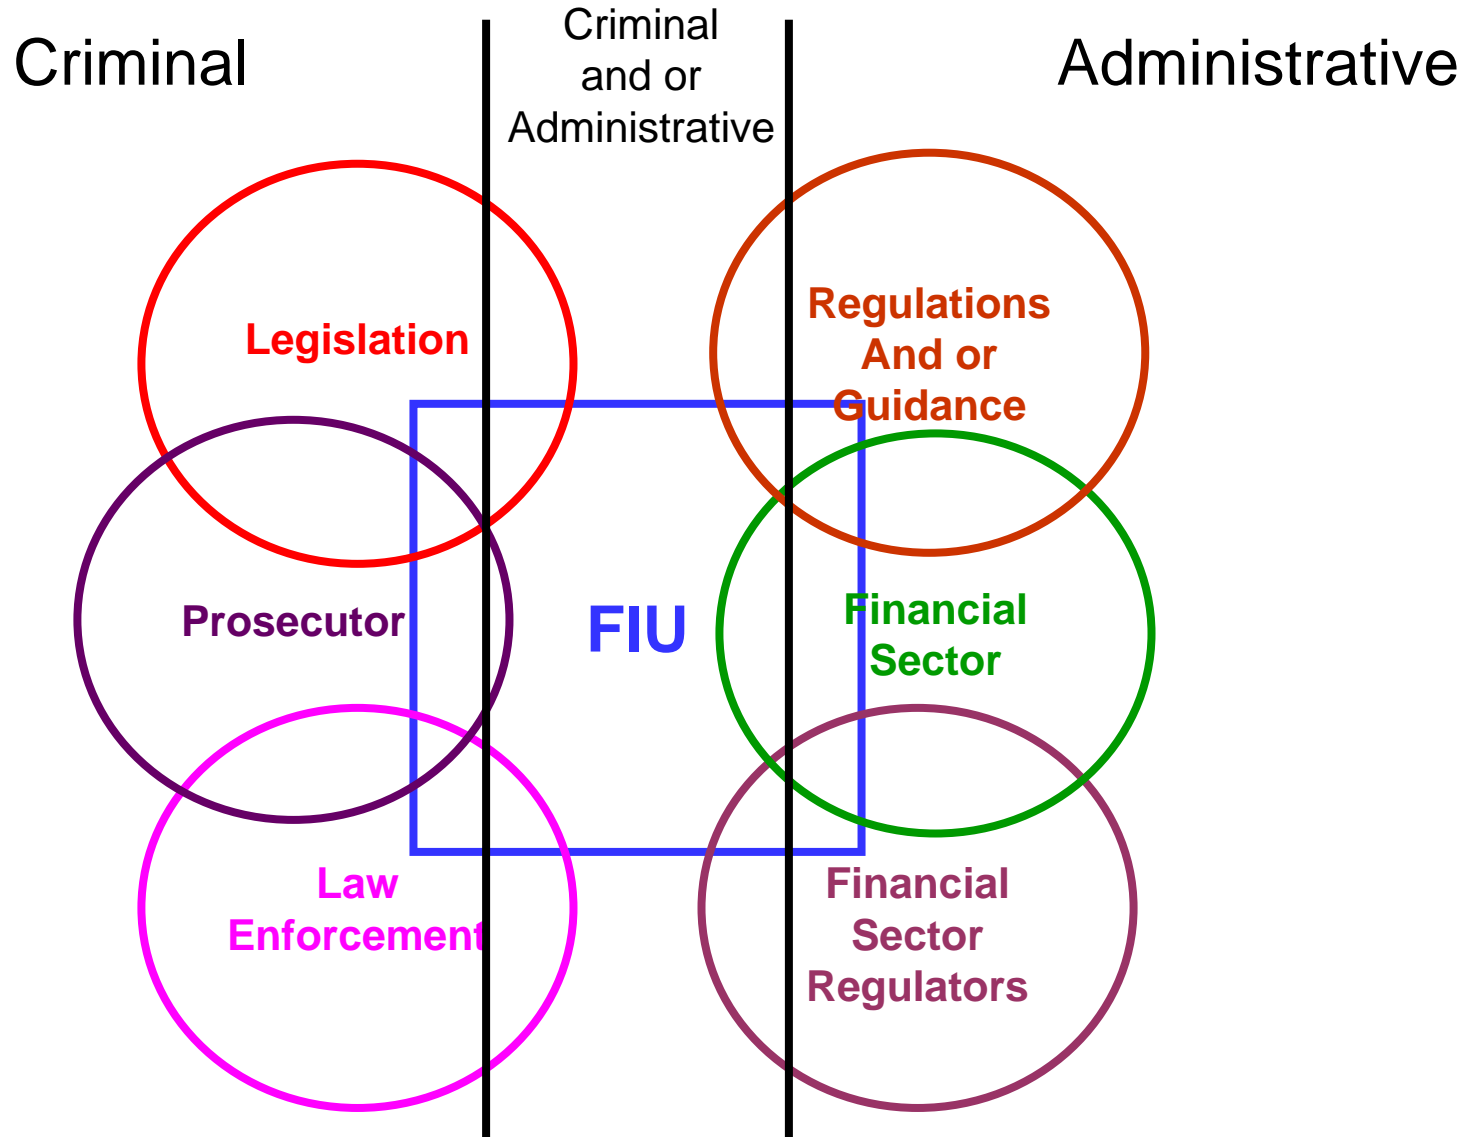 Criminal
Criminal
and or
Administrative
Administrative
Legislation
Regulations
And or
Guidance
Prosecutor
FIU
Financial
Sector
Law
Enforcement
Financial
Sector
Regulators